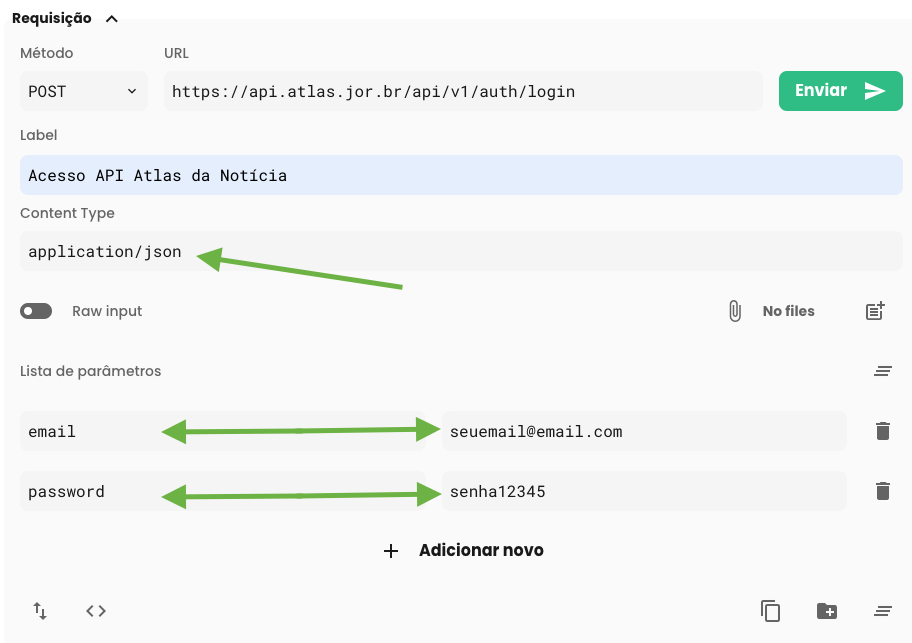 Requisição
Método URL
POST https://api.atlas.jor.br/api/v1/auth/login Enviar
Label
Acesso API Atlas da Notícia
Content Type
application/json
Raw input No files
Lista de parâmetros
email seuemail@email.com
password senha12345
+ Adicionar novo